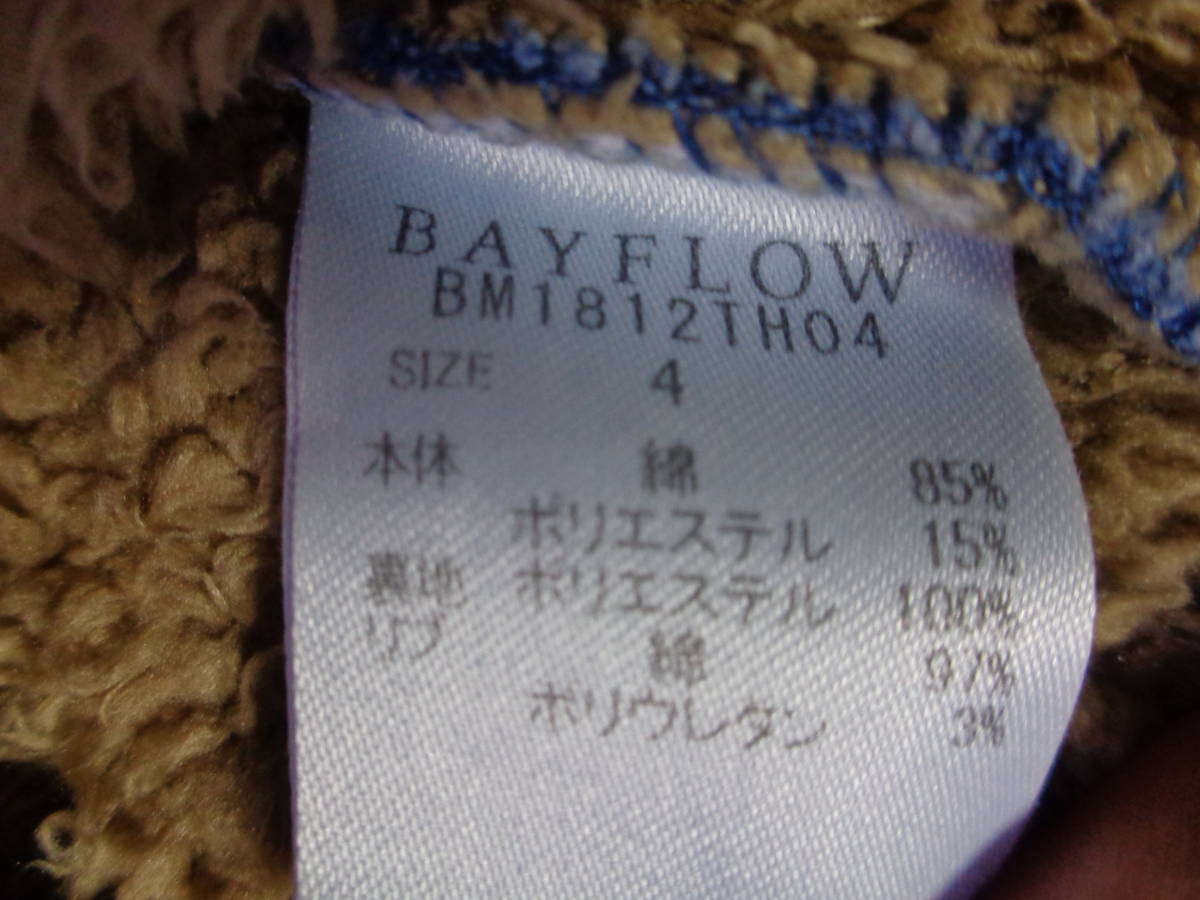 BAYFLOW
BM1812TH04
SIZE 4
本体 綿 85%
ポリエステル 15%
裏地 ポリエステル 100%
リブ 綿 97%
ポリウレタン 3%